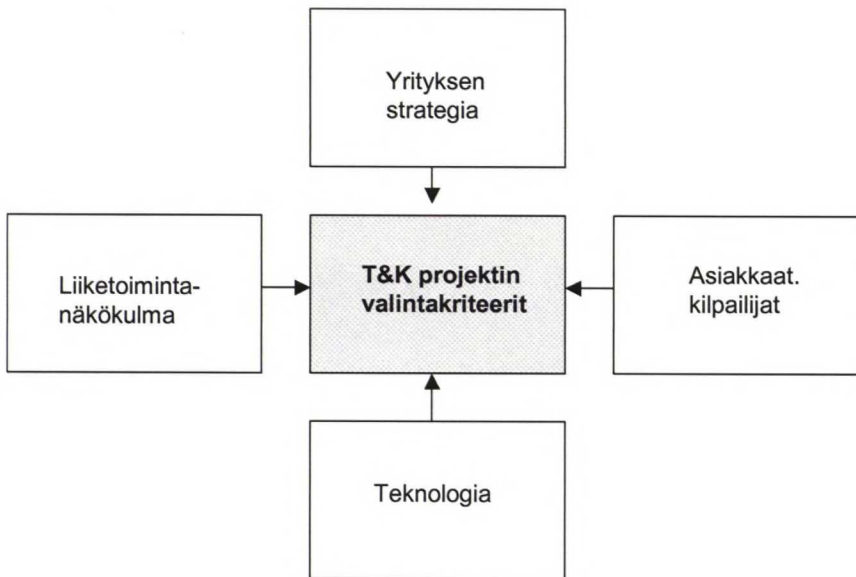 Yrityksen
strategia
Liiketoiminta-
näkökulma
T&K projektin
valintakriteerit
Asiakkaat.
kilpailijat
Teknologia